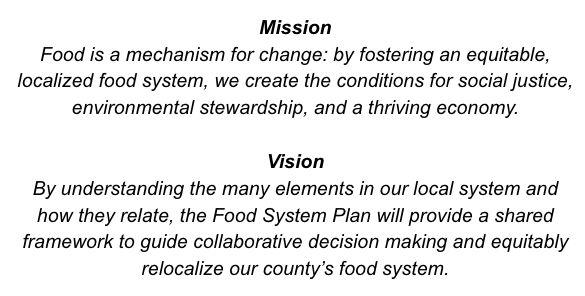 Mission
Food is a mechanism for change: by fostering an equitable,
localized food system, we create the conditions for social justice,
environmental stewardship, and a thriving economy.
Vision
By understanding the many elements in our local system and
how they relate, the Food System Plan will provide a shared
framework to guide collaborative decision making and equitably
relocalize our county’s food system.